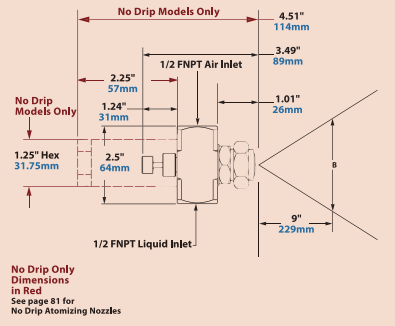 No Drip Models Only
4.51"
114mm
3.49"
89mm
2.25"
57mm
1/2 FNPT Air Inlet
No Drip
Models Only
1.24"
31mm
1.01"
26mm
1.25" Hex
31.75mm
2.5"
64mm
B
9"
229mm
1/2 FNPT Liquid Inlet
No Drip Only
Dimensions
in Red
See page 81 for
No Drip Atomizing Nozzles